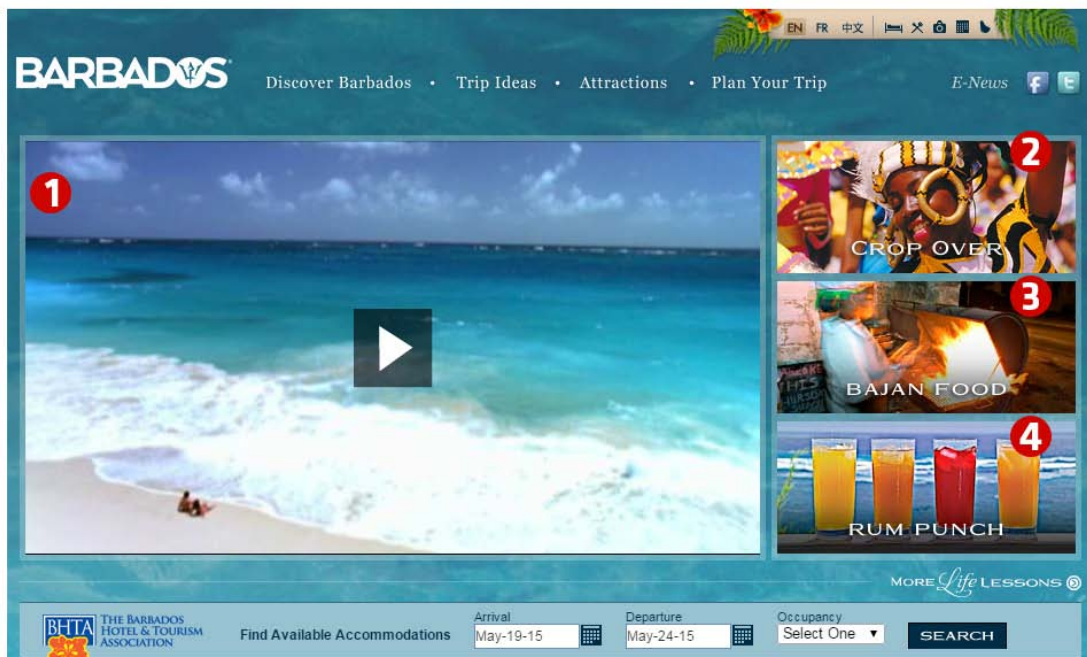 EN FR 中文
BARBADOS
Discover Barbados • Trip Ideas • Attractions • Plan Your Trip
E-News
1
2
CROP OVER
3
BAJAN FOOD
4
RUM PUNCH
MORE Life LESSONS
BHTA
THE BARBADOS
HOTEL & TOURISM
ASSOCIATION
Find Available Accommodations
Arrival
May-19-15
Departure
May-24-15
Occupancy
Select One
SEARCH